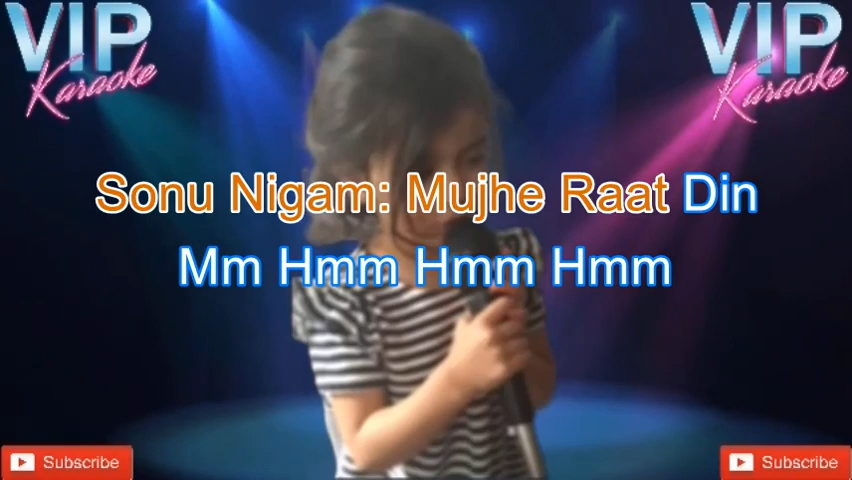 VIP VIP
Karaoke Karaoke
Sonu Nigam: Mujhe Raat Din
Mm Hmm Hmm Hmm
Subscribe Subscribe